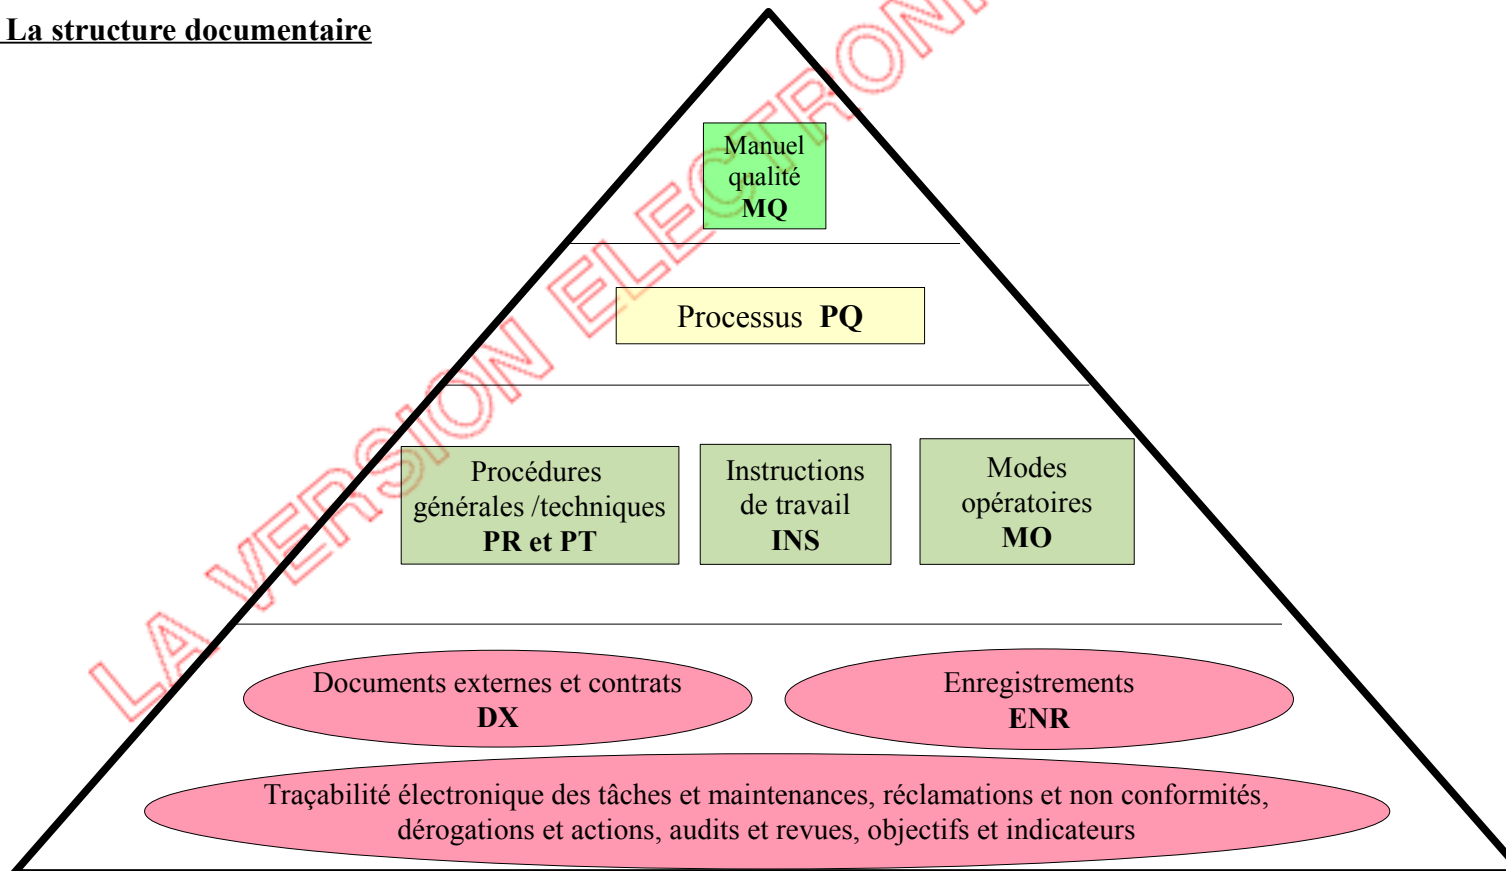 La structure documentaire
Manuel
qualité
MQ
Processus PQ
Procédures
générales /techniques
PR et PT
Instructions
de travail
INS
Modes
opératoires
MO
Documents externes et contrats
DX
Enregistrements
ENR
Traçabilité électronique des tâches et maintenances, réclamations et non conformités,
dérogations et actions, audits et revues, objectifs et indicateurs
LA VERSION ELECTRON